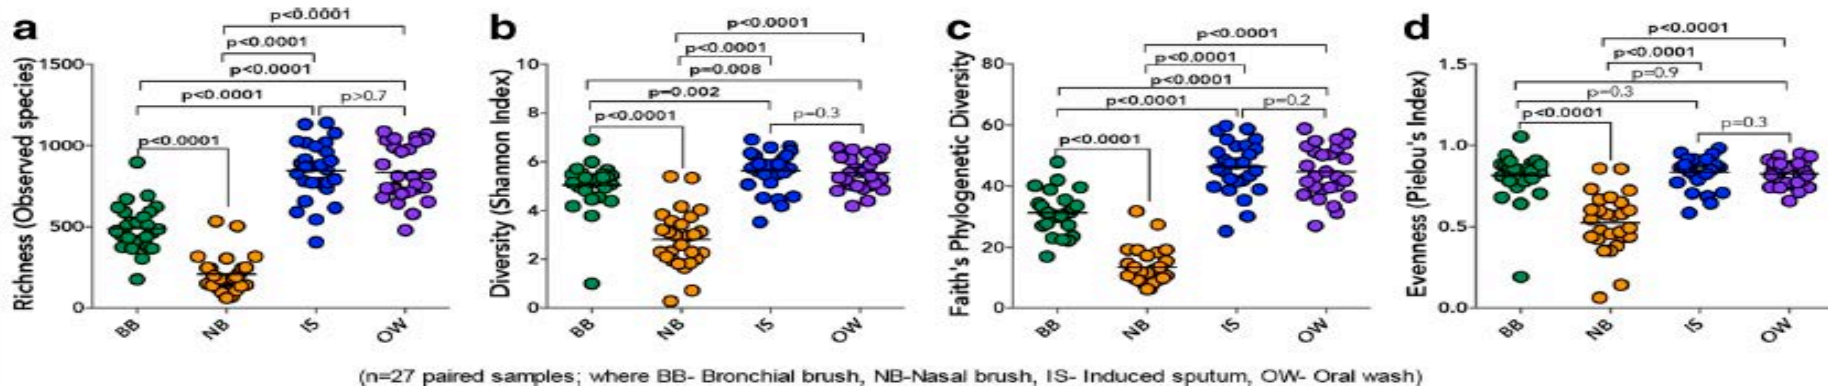 a
p<0.0001
p<0.0001
p<0.0001
p<0.0001
p>0.7
p<0.0001
Richness (Observed species)
1500
1000
500
0
BB
NB
IS
OW
b
p<0.0001
p<0.0001
p=0.008
p=0.002
p<0.0001
p=0.3
Diversity (Shannon Index)
10
8
6
4
2
0
BB
NB
IS
OW
c
p<0.0001
p<0.0001
p<0.0001
p<0.0001
p=0.2
p<0.0001
Faith's Phylogenetic Diversity
80
60
40
20
0
BB
NB
IS
OW
d
p<0.0001
p<0.0001
p=0.9
p=0.3
p<0.0001
p=0.3
Evenness (Pielou's Index)
1.5
1.0
0.5
0.0
BB
NB
IS
OW
(n=27 paired samples; where BB- Bronchial brush, NB-Nasal brush, IS- Induced sputum, OW- Oral wash)